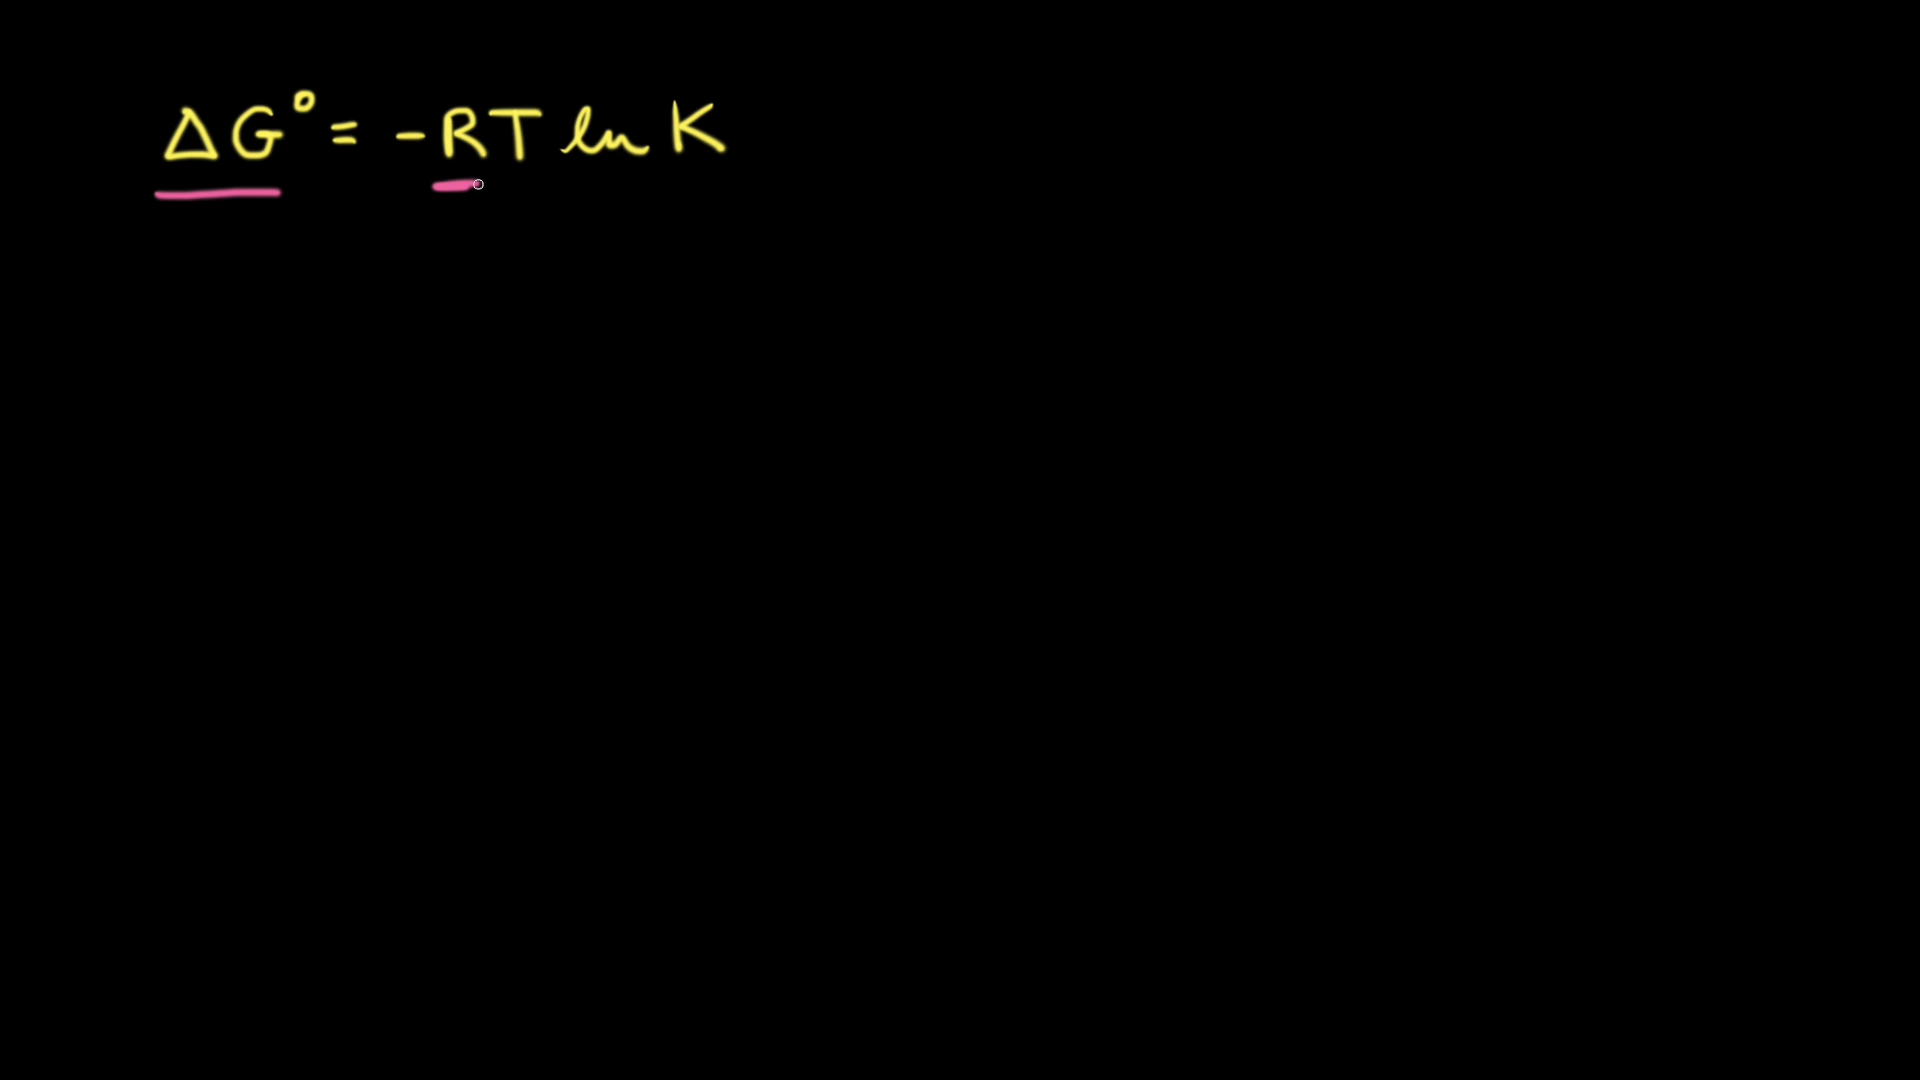 ΔG° = -RT ln K